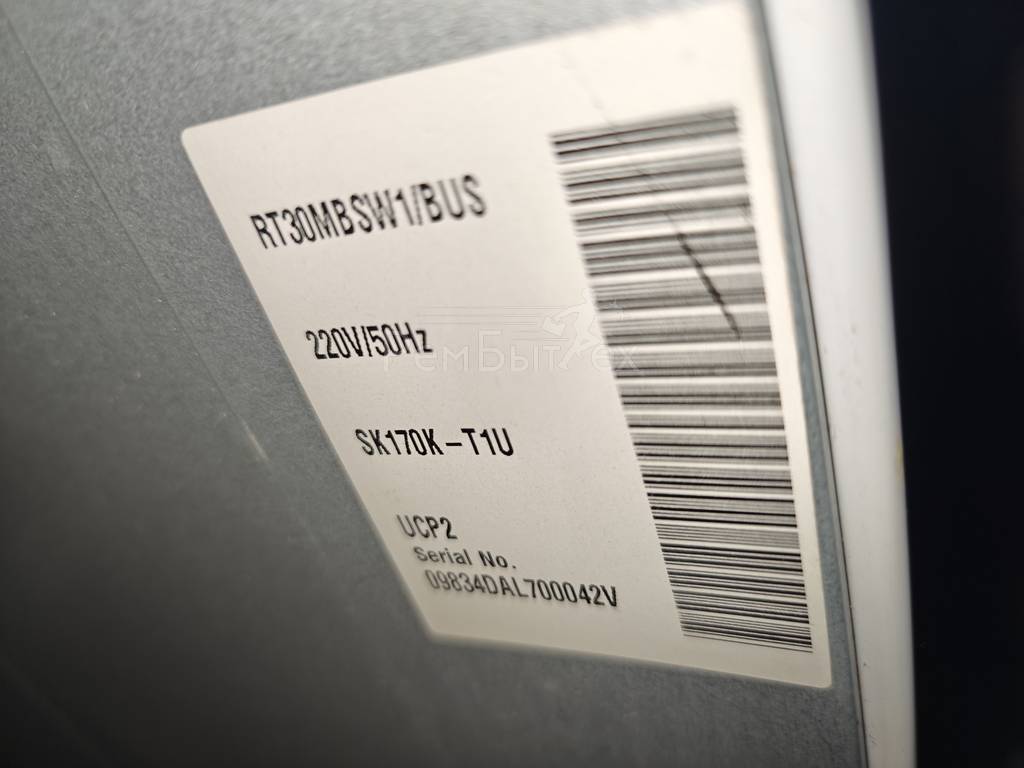 RT30MBSW1/BUS
220V/50Hz
РемБытТех
SK170K-T1U
UCP2
Serial No.
09834DAL700042V